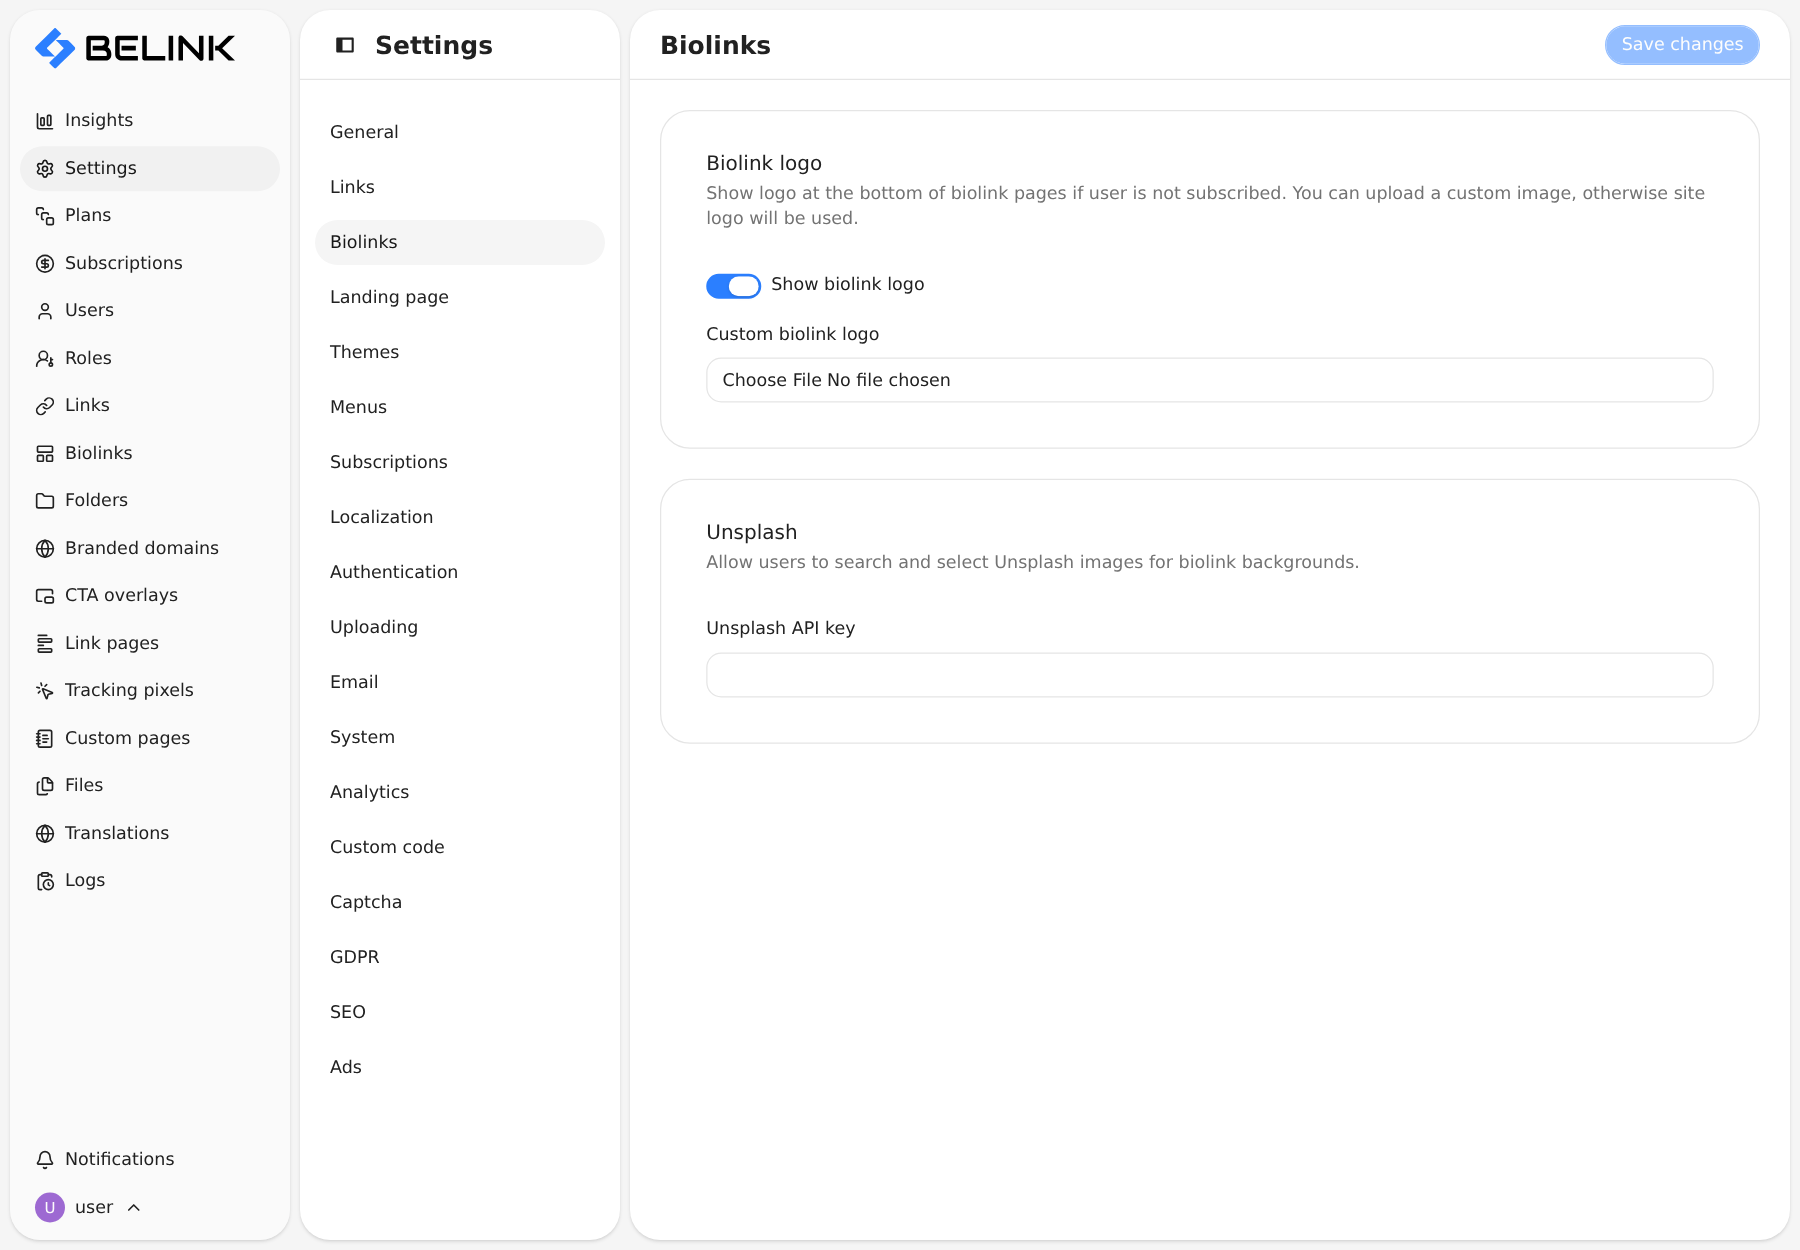 BELINK
Insights
Settings
Plans
Subscriptions
Users
Roles
Links
Biolinks
Folders
Branded domains
CTA overlays
Link pages
Tracking pixels
Custom pages
Files
Translations
Logs
Notifications
U user
Settings
General
Links
Biolinks
Landing page
Themes
Menus
Subscriptions
Localization
Authentication
Uploading
Email
System
Analytics
Custom code
Captcha
GDPR
SEO
Ads
Biolinks
Save changes
Biolink logo
Show logo at the bottom of biolink pages if user is not subscribed. You can upload a custom image, otherwise site
logo will be used.
Show biolink logo
Custom biolink logo
Choose File No file chosen
Unsplash
Allow users to search and select Unsplash images for biolink backgrounds.
Unsplash API key